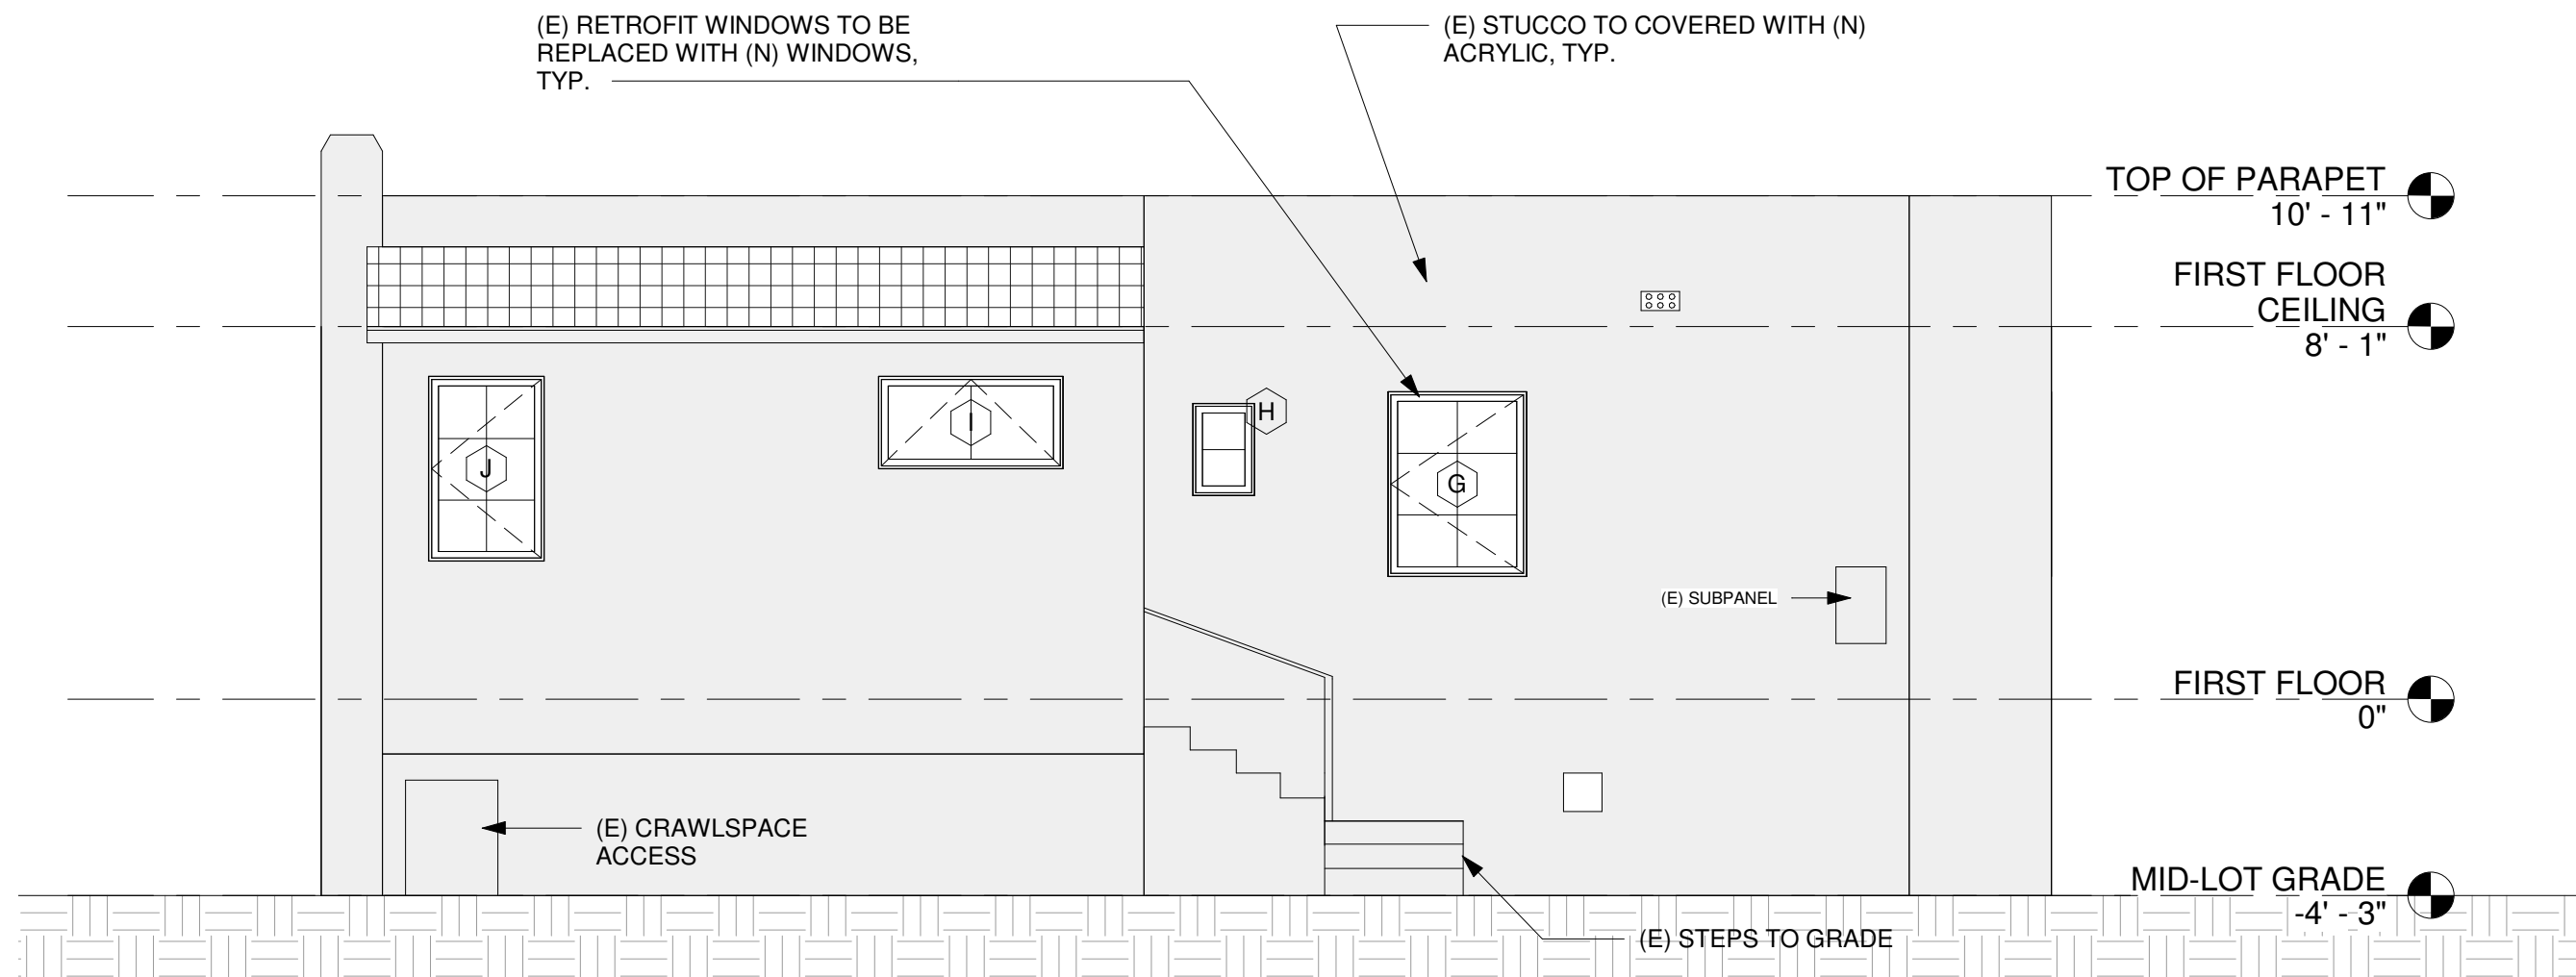 (E) RETROFIT WINDOWS TO BE
REPLACED WITH (N) WINDOWS,
TYP.
(E) STUCCO TO COVERED WITH (N)
ACRYLIC, TYP.
TOP OF PARAPET
10' - 11"
FIRST FLOOR
CEILING
8' - 1"
J
I
H
G
(E) SUBPANEL
FIRST FLOOR
0"
(E) CRAWLSPACE
ACCESS
MID-LOT GRADE
-4' - 3"
(E) STEPS TO GRADE